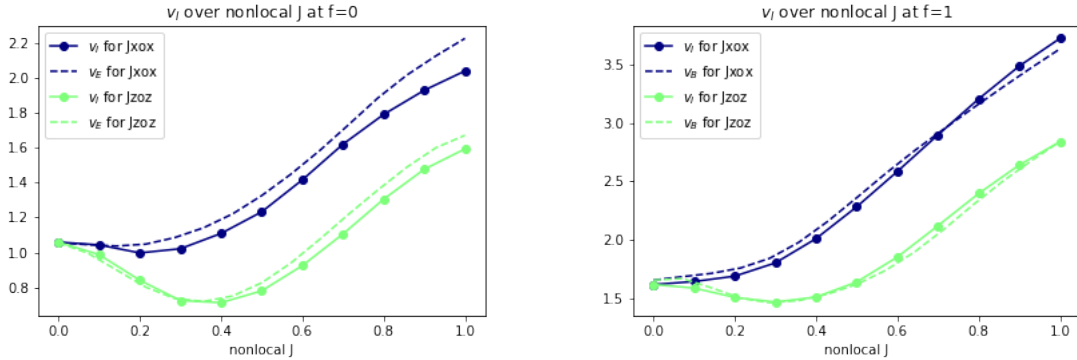 v_I over nonlocal J at f=0
v_I for Jxox
v_E for Jxox
v_I for Jzoz
v_E for Jzoz
2.2
2.0
1.8
1.6
1.4
1.2
1.0
0.8
0.0 0.2 0.4 0.6 0.8 1.0
nonlocal J
v_I over nonlocal J at f=1
v_I for Jxox
v_B for Jxox
v_I for Jzoz
v_B for Jzoz
3.5
3.0
2.5
2.0
1.5
0.0 0.2 0.4 0.6 0.8 1.0
nonlocal J